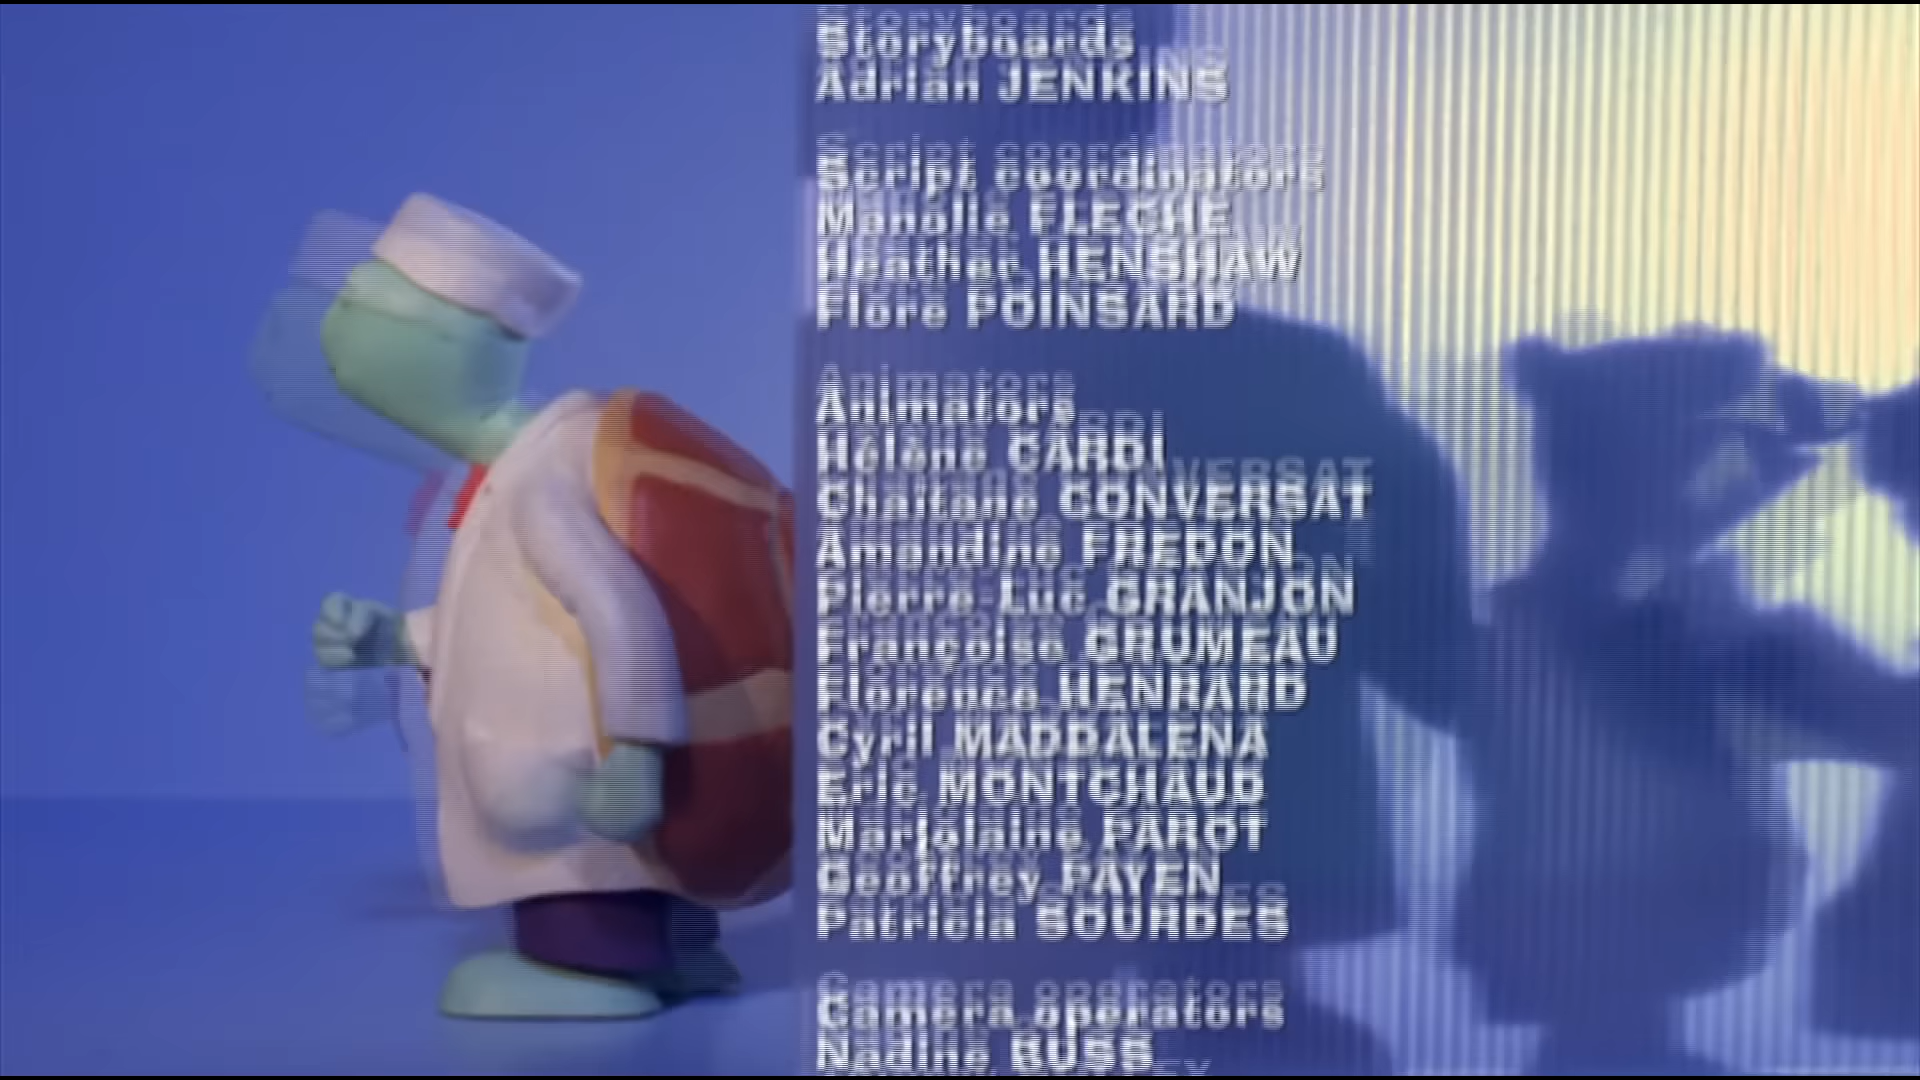 Storyboards
Adrian JENKINS
Script coordinators
Manolie FLECHE
Heather HENSHAW
Flore POINSARD
Animators
Hélène CARDI
Chaïtane CONVERSAT
Amandine FREDON
Pierre-Luc GRANJON
Françoise GRUMEAU
Florence HENRARD
Cyril MADDALENA
Eric MONTCHAUD
Marjolaine PAROT
Geoffrey PAYEN
Patricia SOURDES
Camera operators
Nadine BUSS